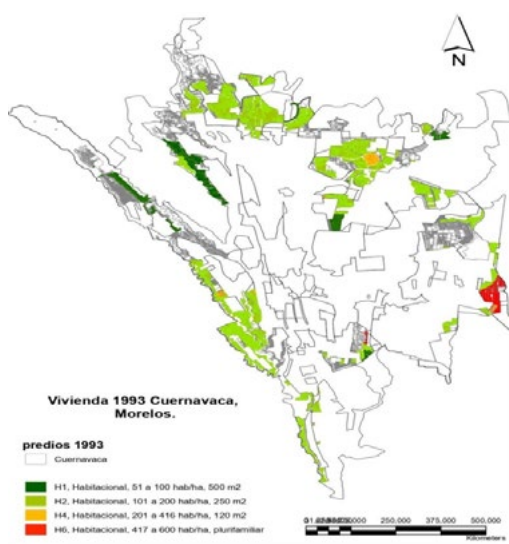 N
Vivienda 1993 Cuernavaca,
Morelos.
predios 1993
Cuernavaca
H1, Habitacional, 51 a 100 hab/ha, 500 m2
H2, Habitacional, 101 a 200 hab/ha, 250 m2
H4, Habitacional, 201 a 416 hab/ha, 120 m2
H6, Habitacional, 417 a 600 hab/ha, plurifamiliar
250,000 375,000 500,000
Kilometers